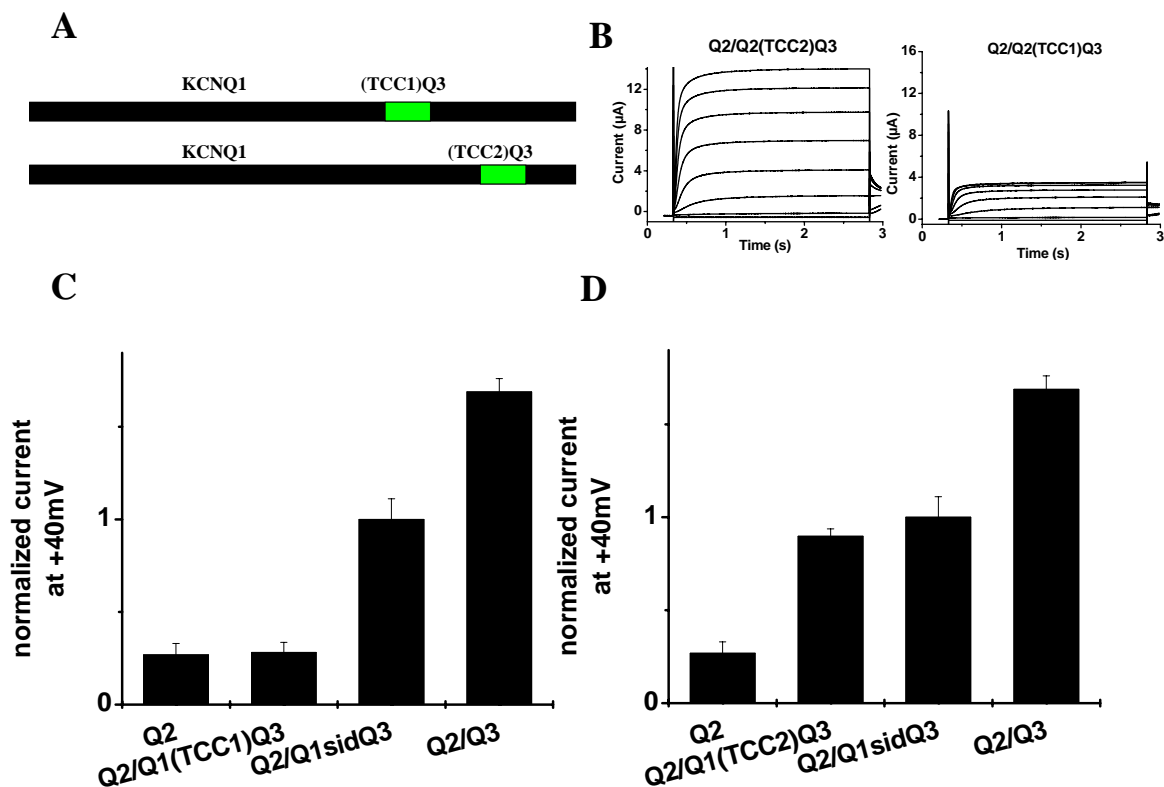 A
KCNQ1 (TCC1)Q3
KCNQ1 (TCC2)Q3
B
Q2/Q2(TCC2)Q3
Current (µA)
12
8
4
0
0 1 2 3
Time (s)
Q2/Q2(TCC1)Q3
Current (µA)
16
12
8
4
0
0 1 2 3
Time (s)
C
normalized current
at +40mV
1
0
Q2
Q2/Q1(TCC1)Q3
Q2/Q1sidQ3
Q2/Q3
D
normalized current
at +40mV
1
0
Q2
Q2/Q1(TCC2)Q3
Q2/Q1sidQ3
Q2/Q3